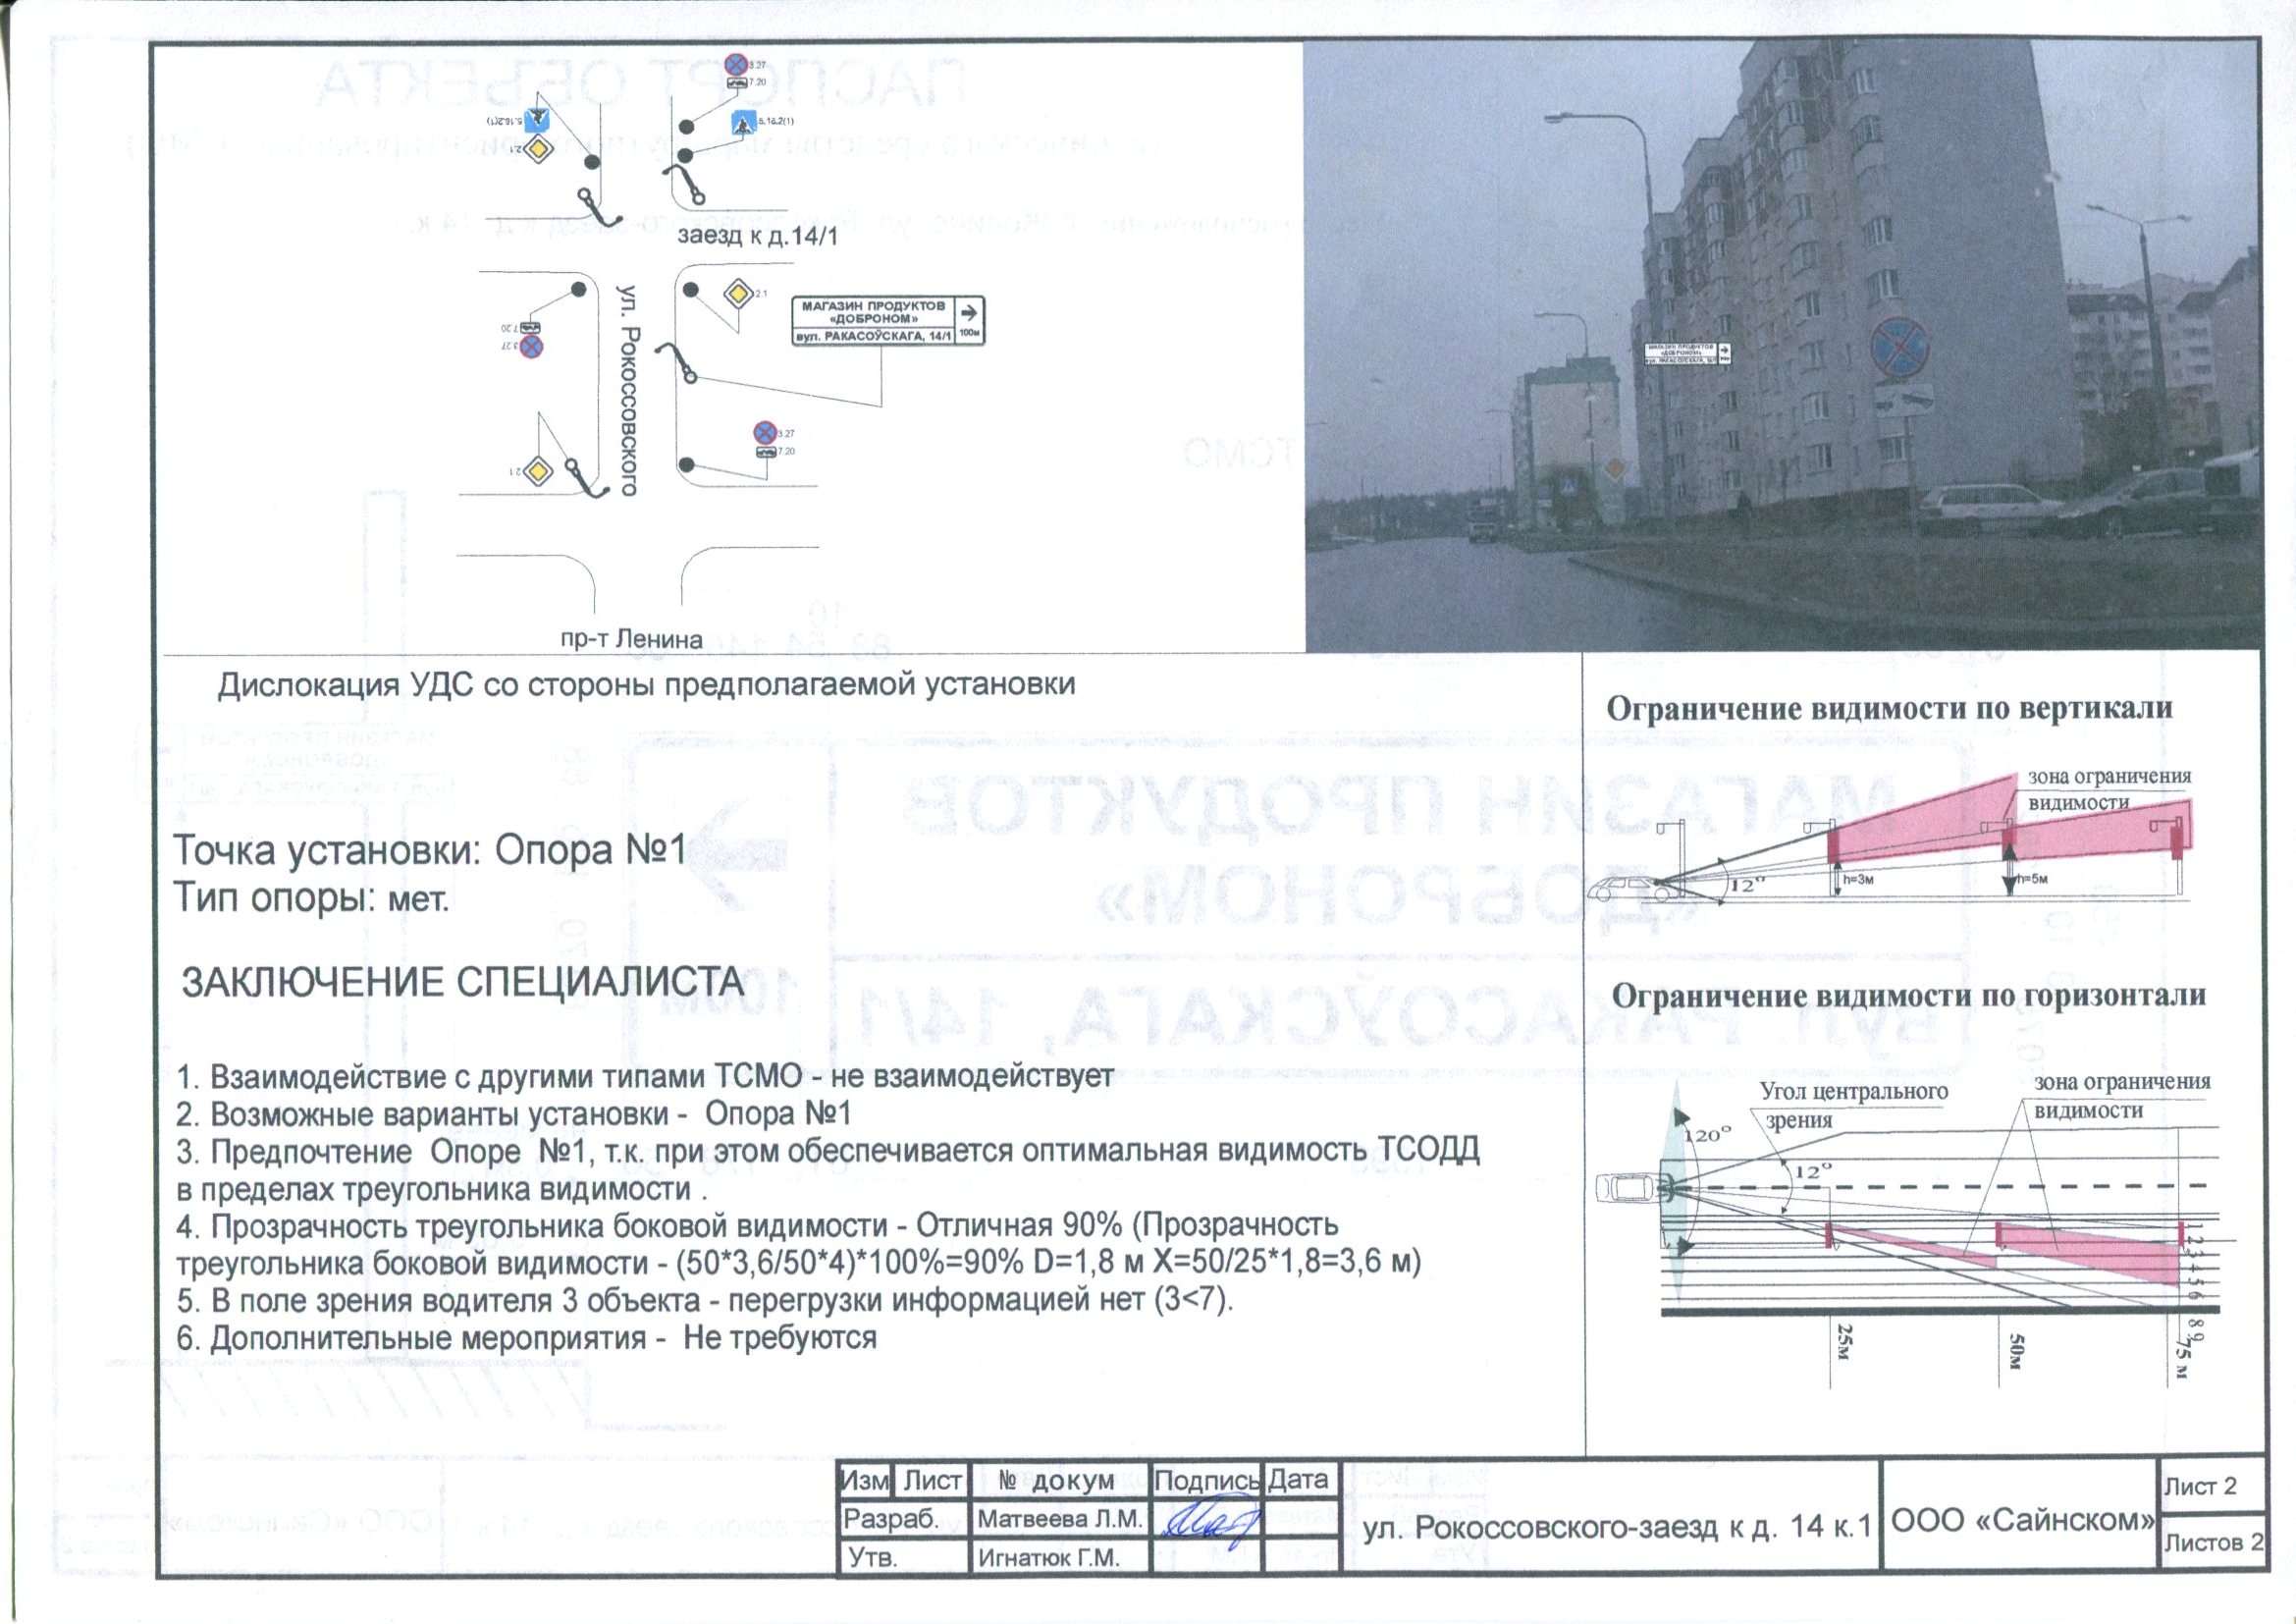 3.27
7.20
5.16.2(1)
5.16.2(1)
2.1
заезд к д.14/1
2.1
МАГАЗИН ПРОДУКТОВ
«ДОБРОНОМ»
вул. РАКАСОЎСКАГА, 14/1
100м
7.20
3.27
ул. Рокоссовского
3.27
7.20
2.1
пр-т Ленина
МАГАЗИН ПРОДУКТОВ
«ДОБРОНОМ»
вул. РАКАСОЎСКАГА, 14/1
Дислокация УДС со стороны предполагаемой установки
Точка установки: Опора №1
Тип опоры: мет.
ЗАКЛЮЧЕНИЕ СПЕЦИАЛИСТА
1. Взаимодействие с другими типами ТСМО - не взаимодействует
2. Возможные варианты установки - Опора №1
3. Предпочтение Опоре №1, т.к. при этом обеспечивается оптимальная видимость ТСОДД
в пределах треугольника видимости .
4. Прозрачность треугольника боковой видимости - Отличная 90% (Прозрачность
треугольника боковой видимости - (50*3,6/50*4)*100%=90% D=1,8 м X=50/25*1,8=3,6 м)
5. В поле зрения водителя 3 объекта - перегрузки информацией нет (3<7).
6. Дополнительные мероприятия - Не требуются
Ограничение видимости по вертикали
зона ограничения
видимости
12°
h=3м
h=5м
Ограничение видимости по горизонтали
Угол центрального
зрения
зона ограничения
видимости
120°
12°
1 2 3 4 5 6
8 9
25м
50м
75 м
Изм Лист № докум Подпись Дата
Разраб. Матвеева Л.М.
Утв. Игнатюк Г.М.
ул. Рокоссовского-заезд к д. 14 к.1
ООО «Сайнском»
Лист 2
Листов 2